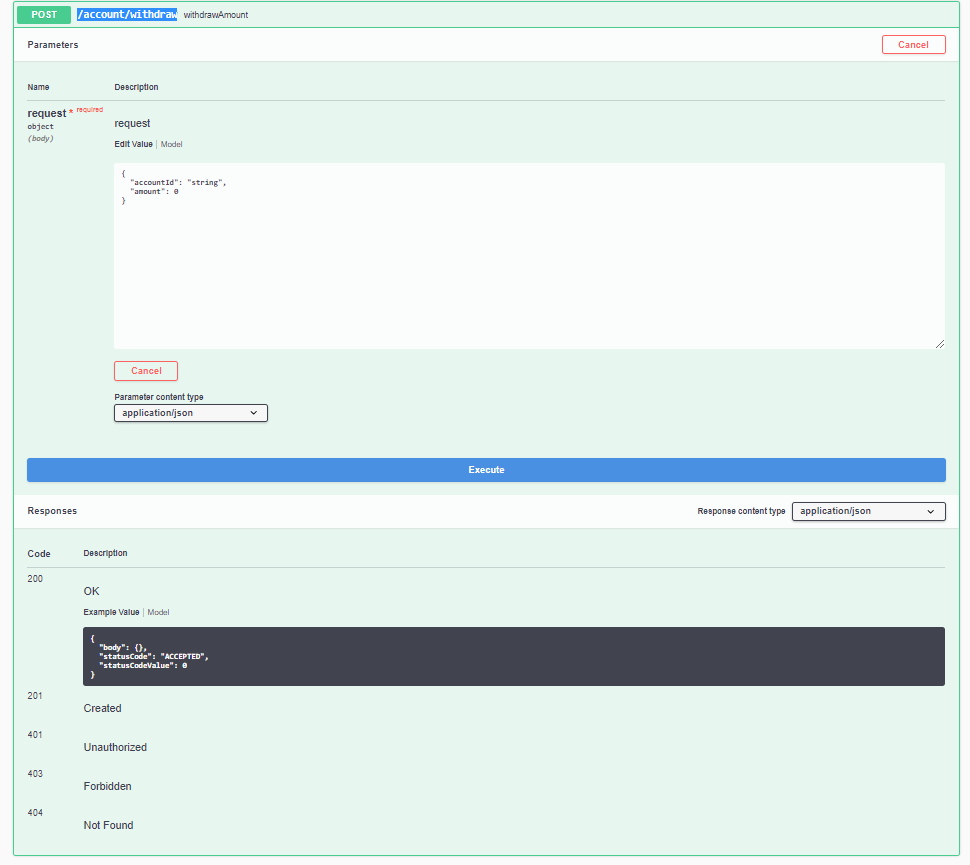 POST /account/withdraw withdrawAmount
Parameters
Cancel
Name Description
request * required
object
(body)
request
Edit Value | Model
{
  "accountId": "string",
  "amount": 0
}
Cancel
Parameter content type
application/json
Execute
Responses
Response content type application/json
Code Description
200
OK
Example Value | Model
{
  "body": {},
  "statusCode": "ACCEPTED",
  "statusCodeValue": 0
}
201
Created
401
Unauthorized
403
Forbidden
404
Not Found